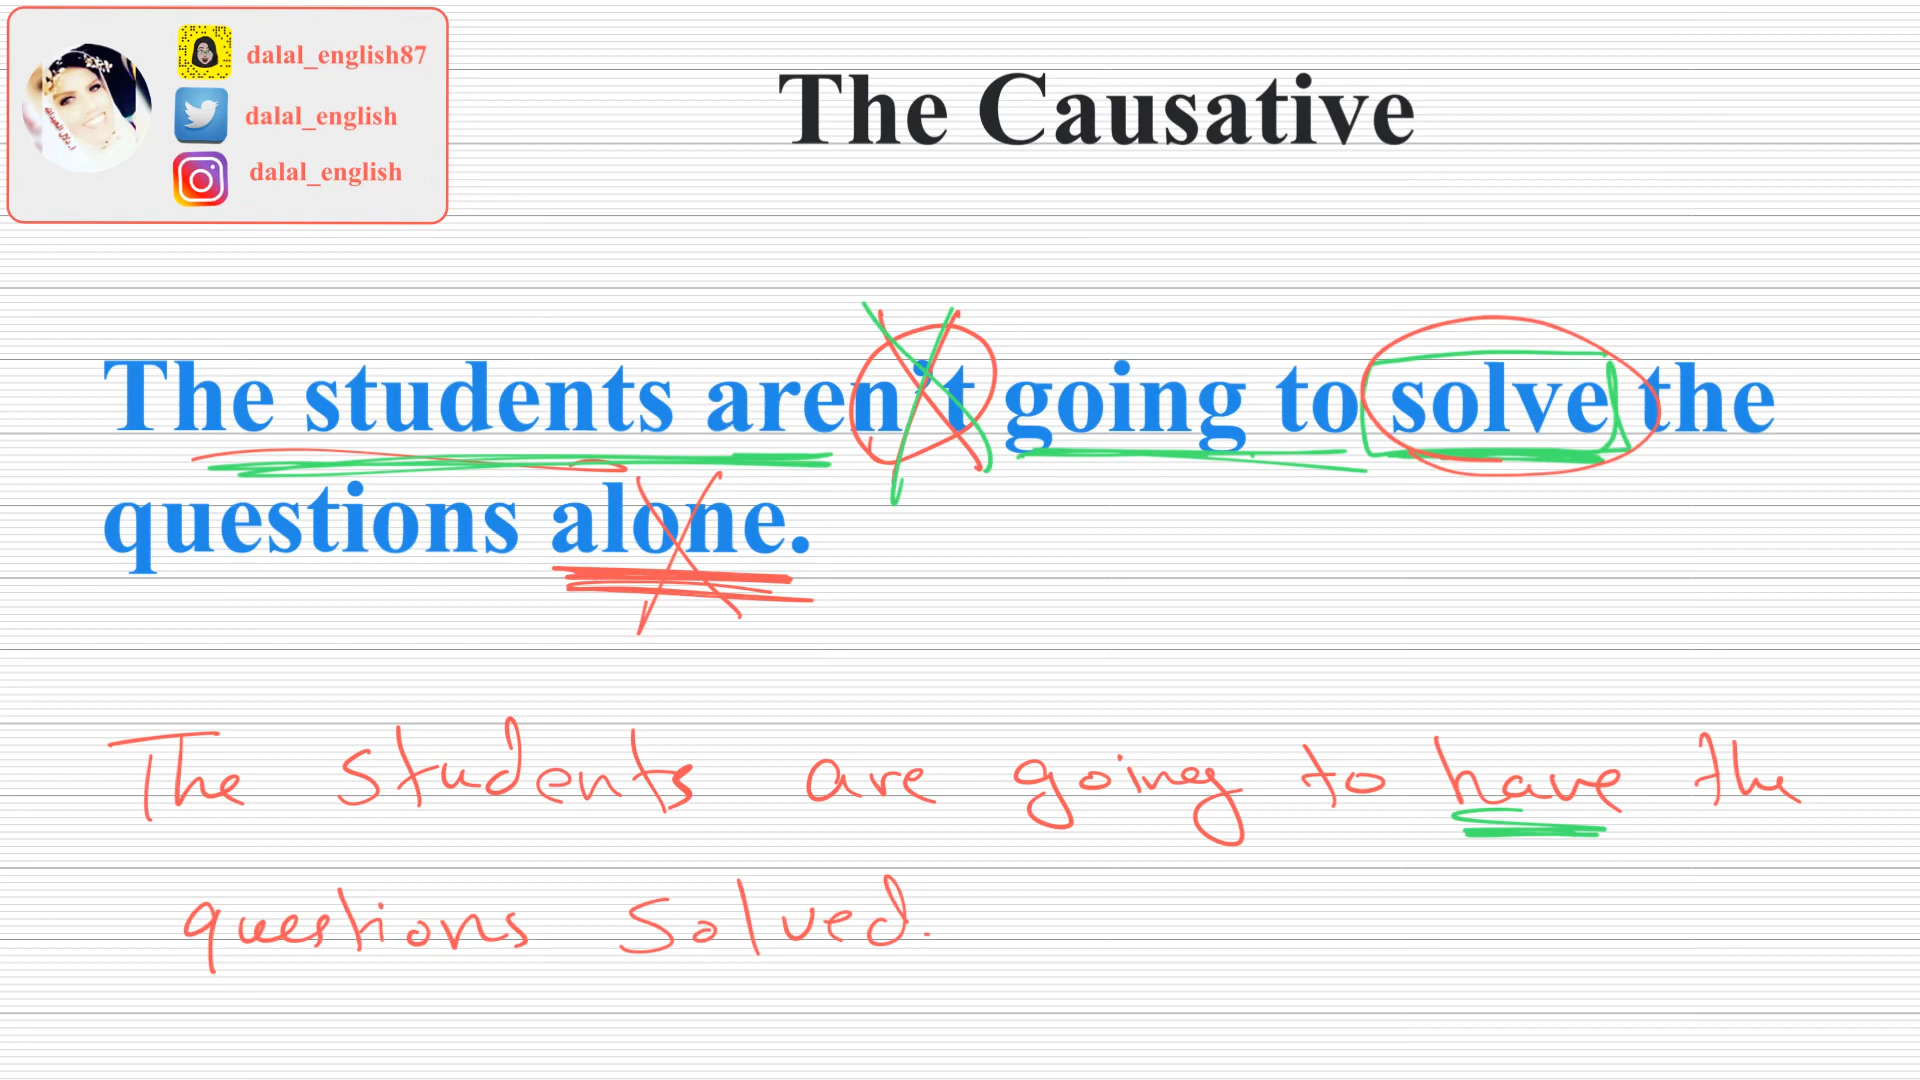 dalal_english87
dalal_english
dalal_english
The Causative
The students aren't going to solve the
questions alone.
The students are going to have the
questions solved.